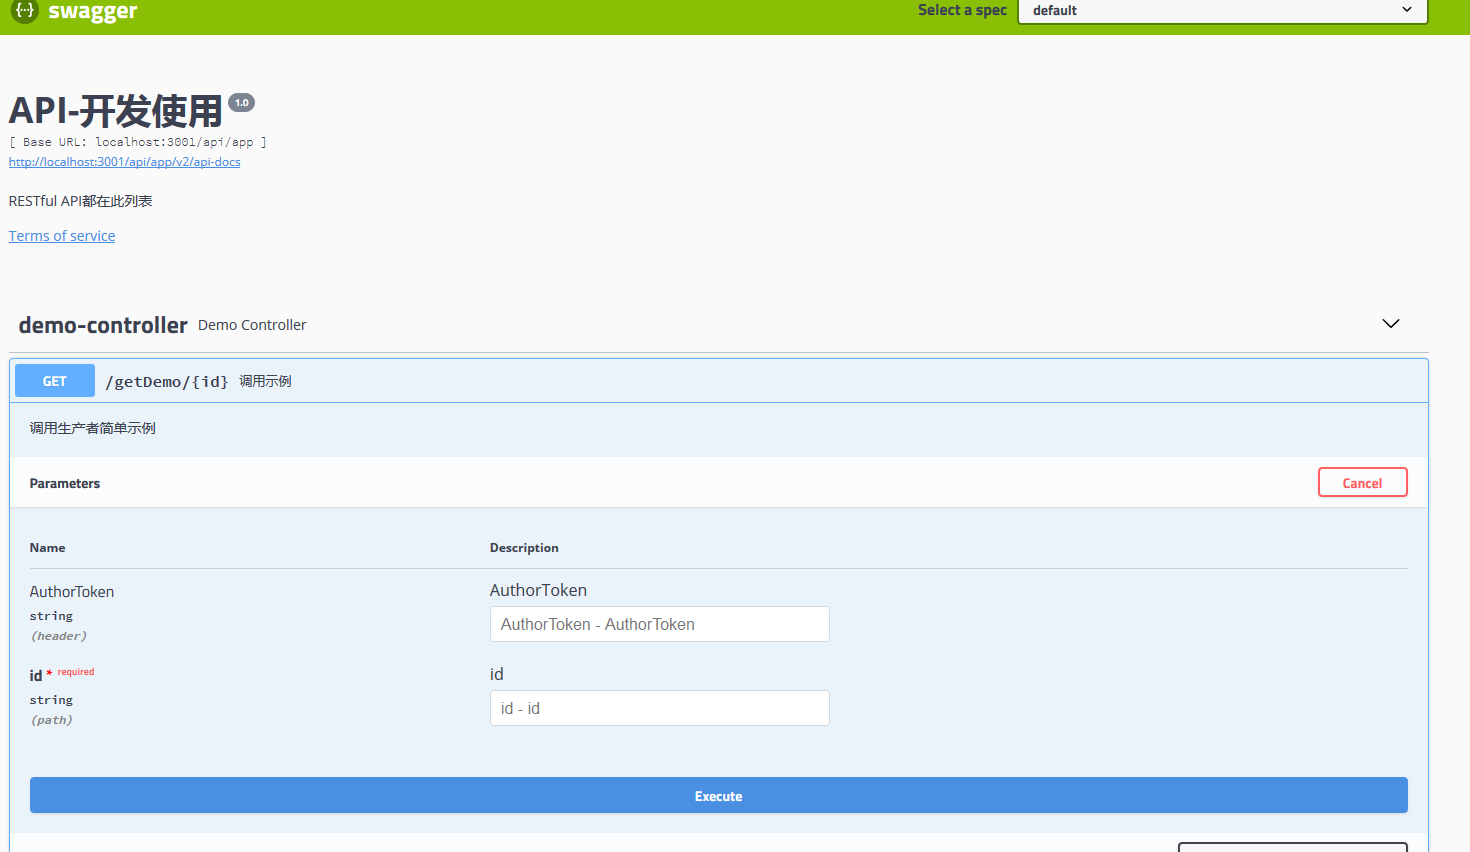 {···} swagger
Select a spec default
API-开发使用 1.0
[ Base URL: localhost:3001/api/app ]
http://localhost:3001/api/app/v2/api-docs
RESTful API都在此列表
Terms of service
demo-controller Demo Controller
GET /getDemo/{id} 调用示例
调用生产者简单示例
Parameters Cancel
Name Description
AuthorToken AuthorToken
string AuthorToken - AuthorToken
(header)
id * required id
string id - id
(path)
Execute